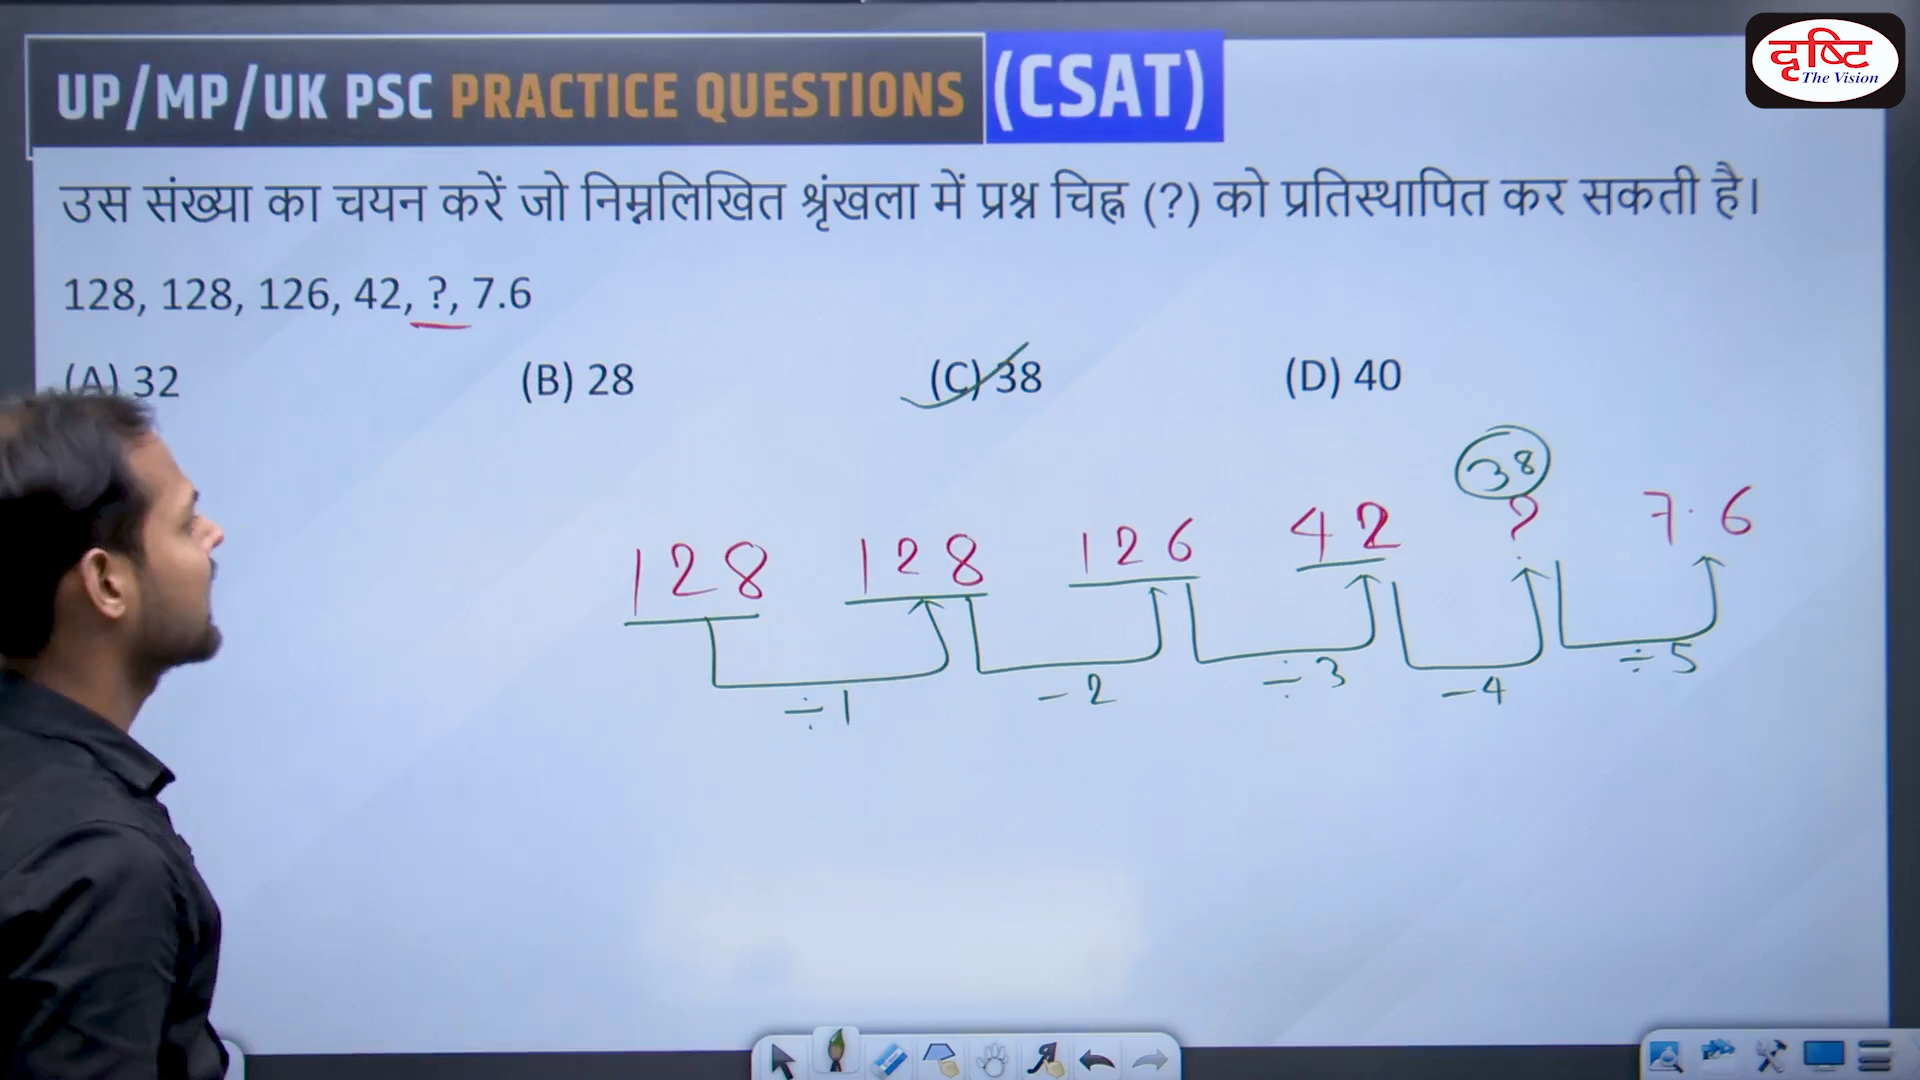 UP/MP/UK PSC PRACTICE QUESTIONS (CSAT)
दृष्टि
The Vision
उस संख्या का चयन करें जो निम्नलिखित श्रृंखला में प्रश्न चिह्न (?) को प्रतिस्थापित कर सकती है।
128, 128, 126, 42, ?, 7.6
(A) 32 (B) 28 (C) 38 (D) 40
38
128 128 126 42 ? 7.6
÷1 -2 ÷3 -4 ÷5